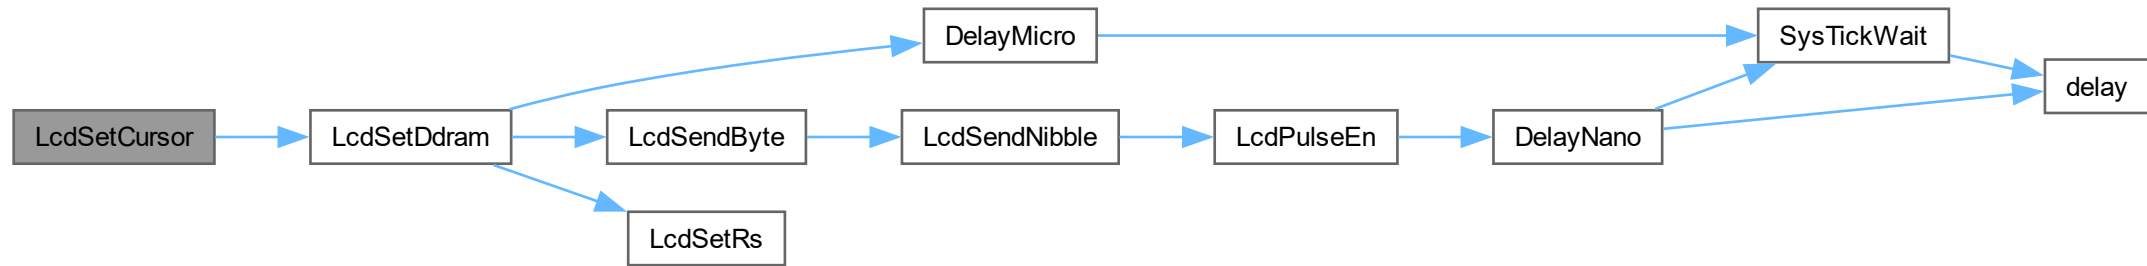 LcdSetCursor
LcdSetDdram
DelayMicro
LcdSendByte
LcdSetRs
LcdSendNibble
LcdPulseEn
DelayNano
SysTickWait
delay